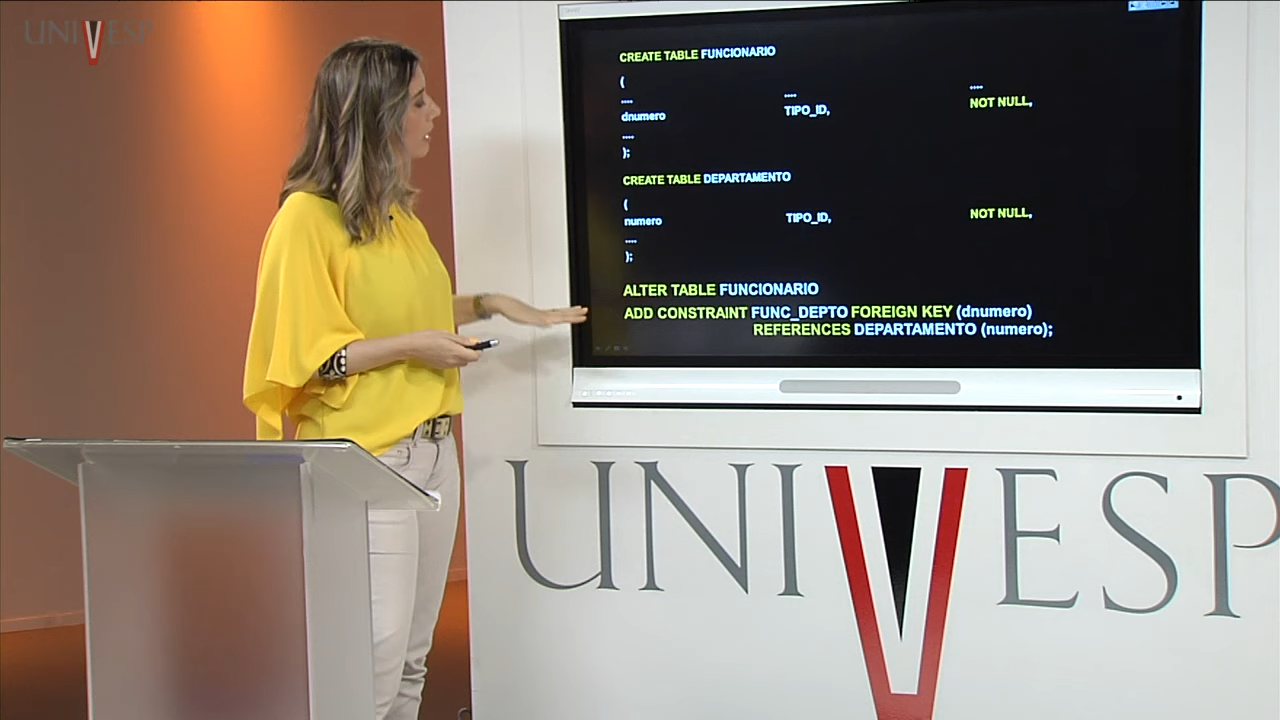 UNIVESP
CREATE TABLE FUNCIONARIO
(
.... .... ....
dnumero TIPO_ID, NOT NULL,
....
);
CREATE TABLE DEPARTAMENTO
(
numero TIPO_ID, NOT NULL,
....
);
ALTER TABLE FUNCIONARIO
ADD CONSTRAINT FUNC_DEPTO FOREIGN KEY (dnumero)
REFERENCES DEPARTAMENTO (numero);
UNIVESP